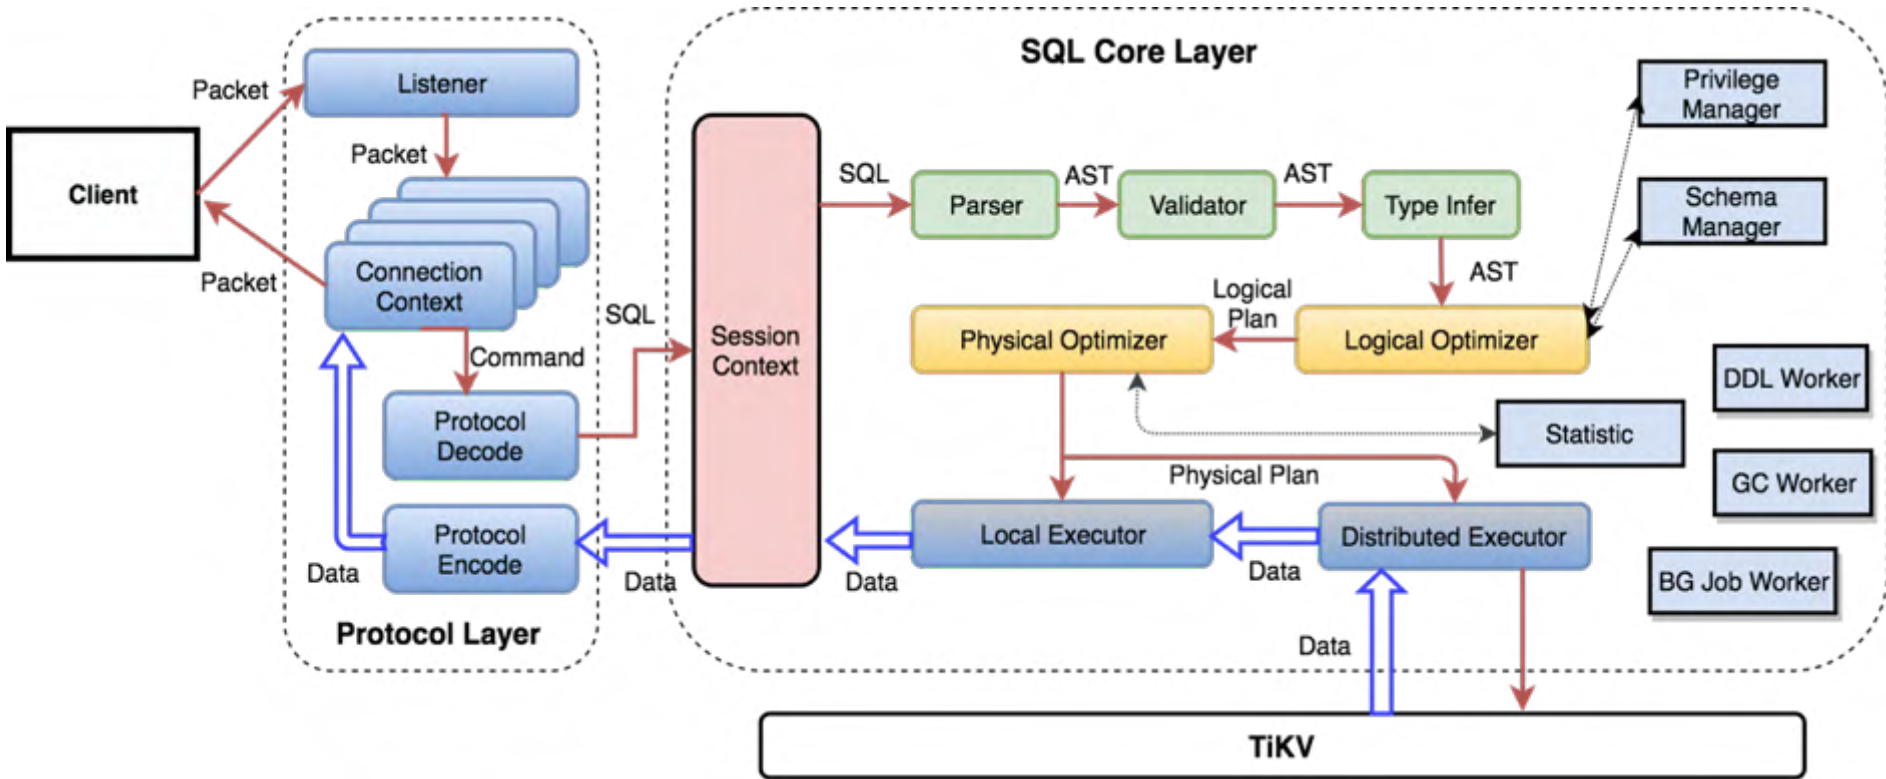 SQL Core Layer
Privilege
Manager
Listener
Packet
Packet
Client
SQL
Parser
AST
Validator
AST
Type Infer
Schema
Manager
Connection
Context
Packet
AST
Logical
Plan
SQL
Session
Context
Physical Optimizer
Logical Optimizer
Command
DDL Worker
Protocol
Decode
Statistic
Physical Plan
GC Worker
Protocol
Encode
Local Executor
Distributed Executor
Data
Data
Data
Data
BG Job Worker
Protocol Layer
Data
TiKV